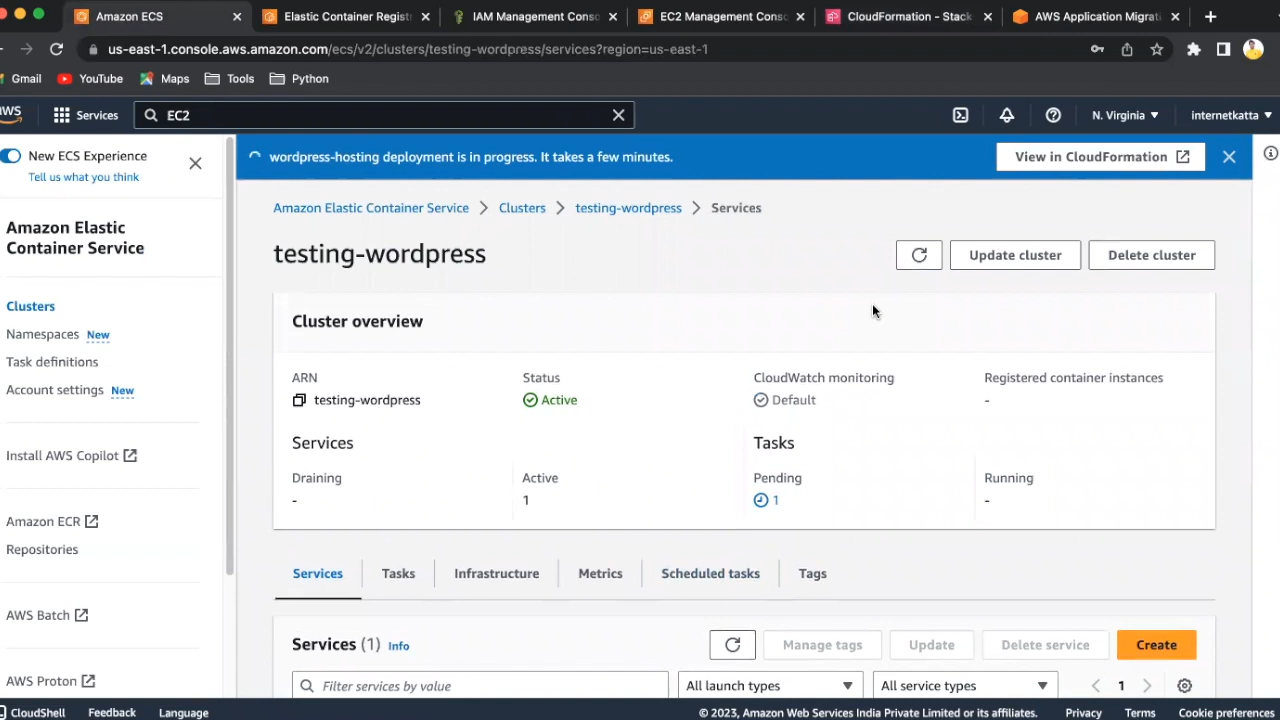 Amazon ECS
Elastic Container Regist
IAM Management Conso
EC2 Management Conso
CloudFormation - Stack
AWS Application Migrati
us-east-1.console.aws.amazon.com/ecs/v2/clusters/testing-wordpress/services?region=us-east-1
Gmail
YouTube
Maps
Tools
Python
aws
Services
EC2
N. Virginia
internetkatta
New ECS Experience
Tell us what you think
wordpress-hosting deployment is in progress. It takes a few minutes.
View in CloudFormation
Amazon Elastic
Container Service
Clusters
Namespaces New
Task definitions
Account settings New
Install AWS Copilot
Amazon ECR
Repositories
AWS Batch
AWS Proton
Amazon Elastic Container Service > Clusters > testing-wordpress > Services
testing-wordpress
Update cluster
Delete cluster
Cluster overview
ARN
testing-wordpress
Status
Active
CloudWatch monitoring
Default
Registered container instances
-
Services
Draining
-
Active
1
Tasks
Pending
1
Running
-
Services
Tasks
Infrastructure
Metrics
Scheduled tasks
Tags
Services (1) Info
Manage tags
Update
Delete service
Create
Filter services by value
All launch types
All service types
1
CloudShell
Feedback
Language
© 2023, Amazon Web Services India Private Limited or its affiliates.
Privacy
Terms
Cookie preferences